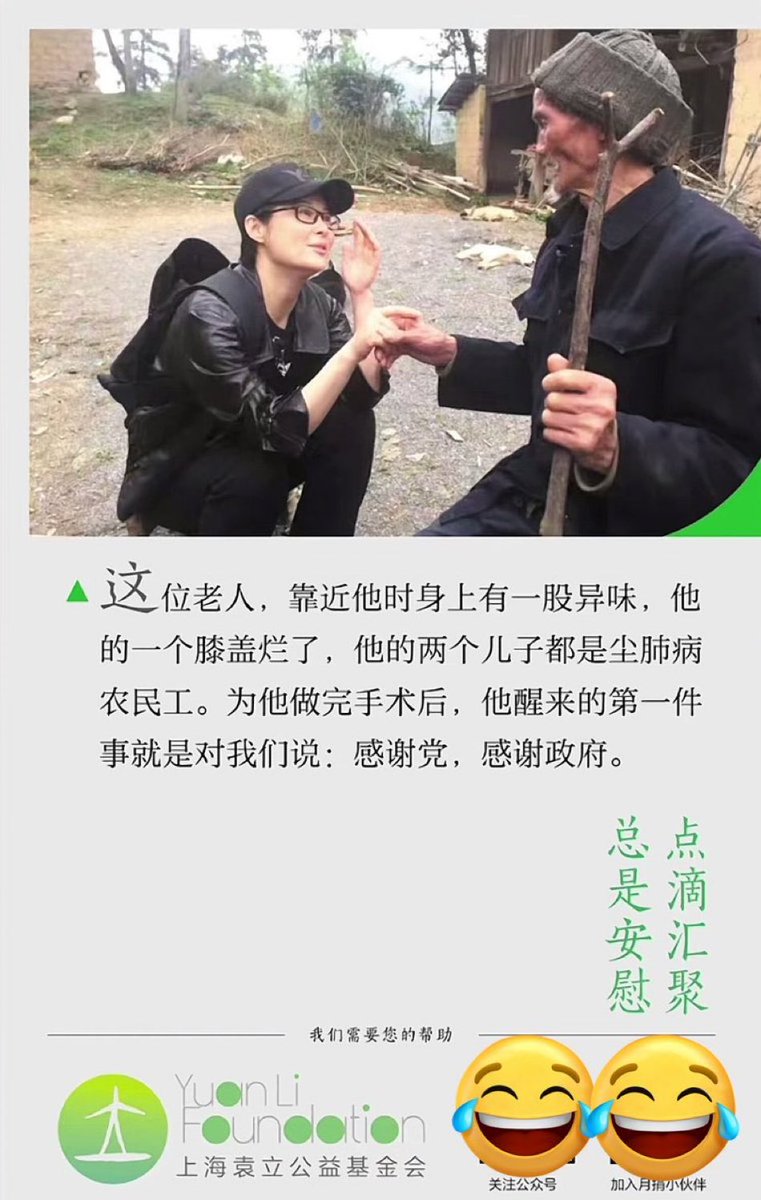 这位老人，靠近他时身上有一股异味，他
的一个膝盖烂了，他的两个儿子都是尘肺病
农民工。为他做完手术后，他醒来的第一件
事就是对我们说：感谢党，感谢政府。
点滴汇聚
总是安慰
我们需要您的帮助
Yuan Li
Foundation
上海袁立公益基金会
关注公众号
加入月捐小伙伴